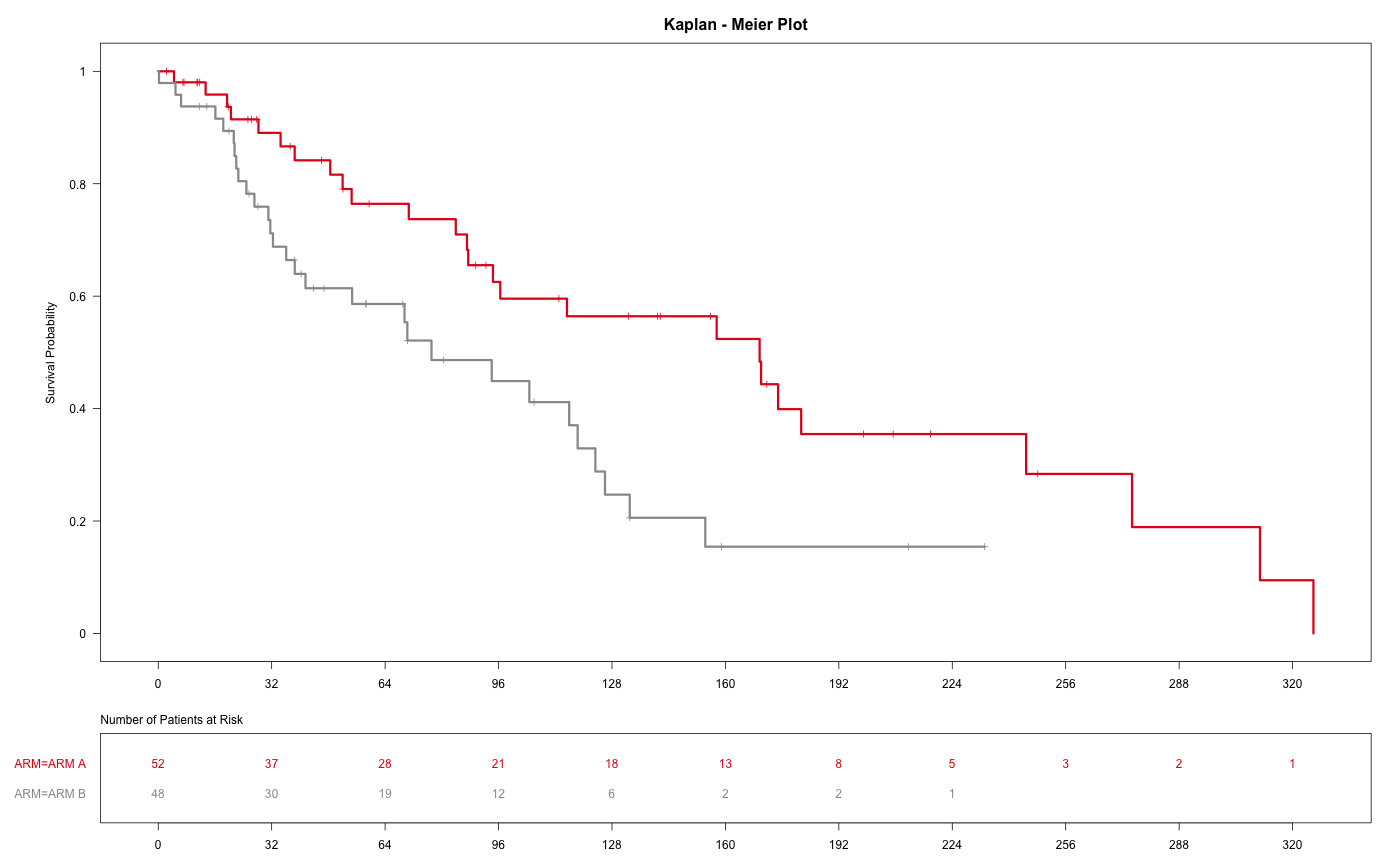 Kaplan - Meier Plot
1
0.8
0.6
0.4
0.2
0
Survival Probability
0 32 64 96 128 160 192 224 256 288 320
Number of Patients at Risk
ARM=ARM A 52 37 28 21 18 13 8 5 3 2 1
ARM=ARM B 48 30 19 12 6 2 2 1
0 32 64 96 128 160 192 224 256 288 320